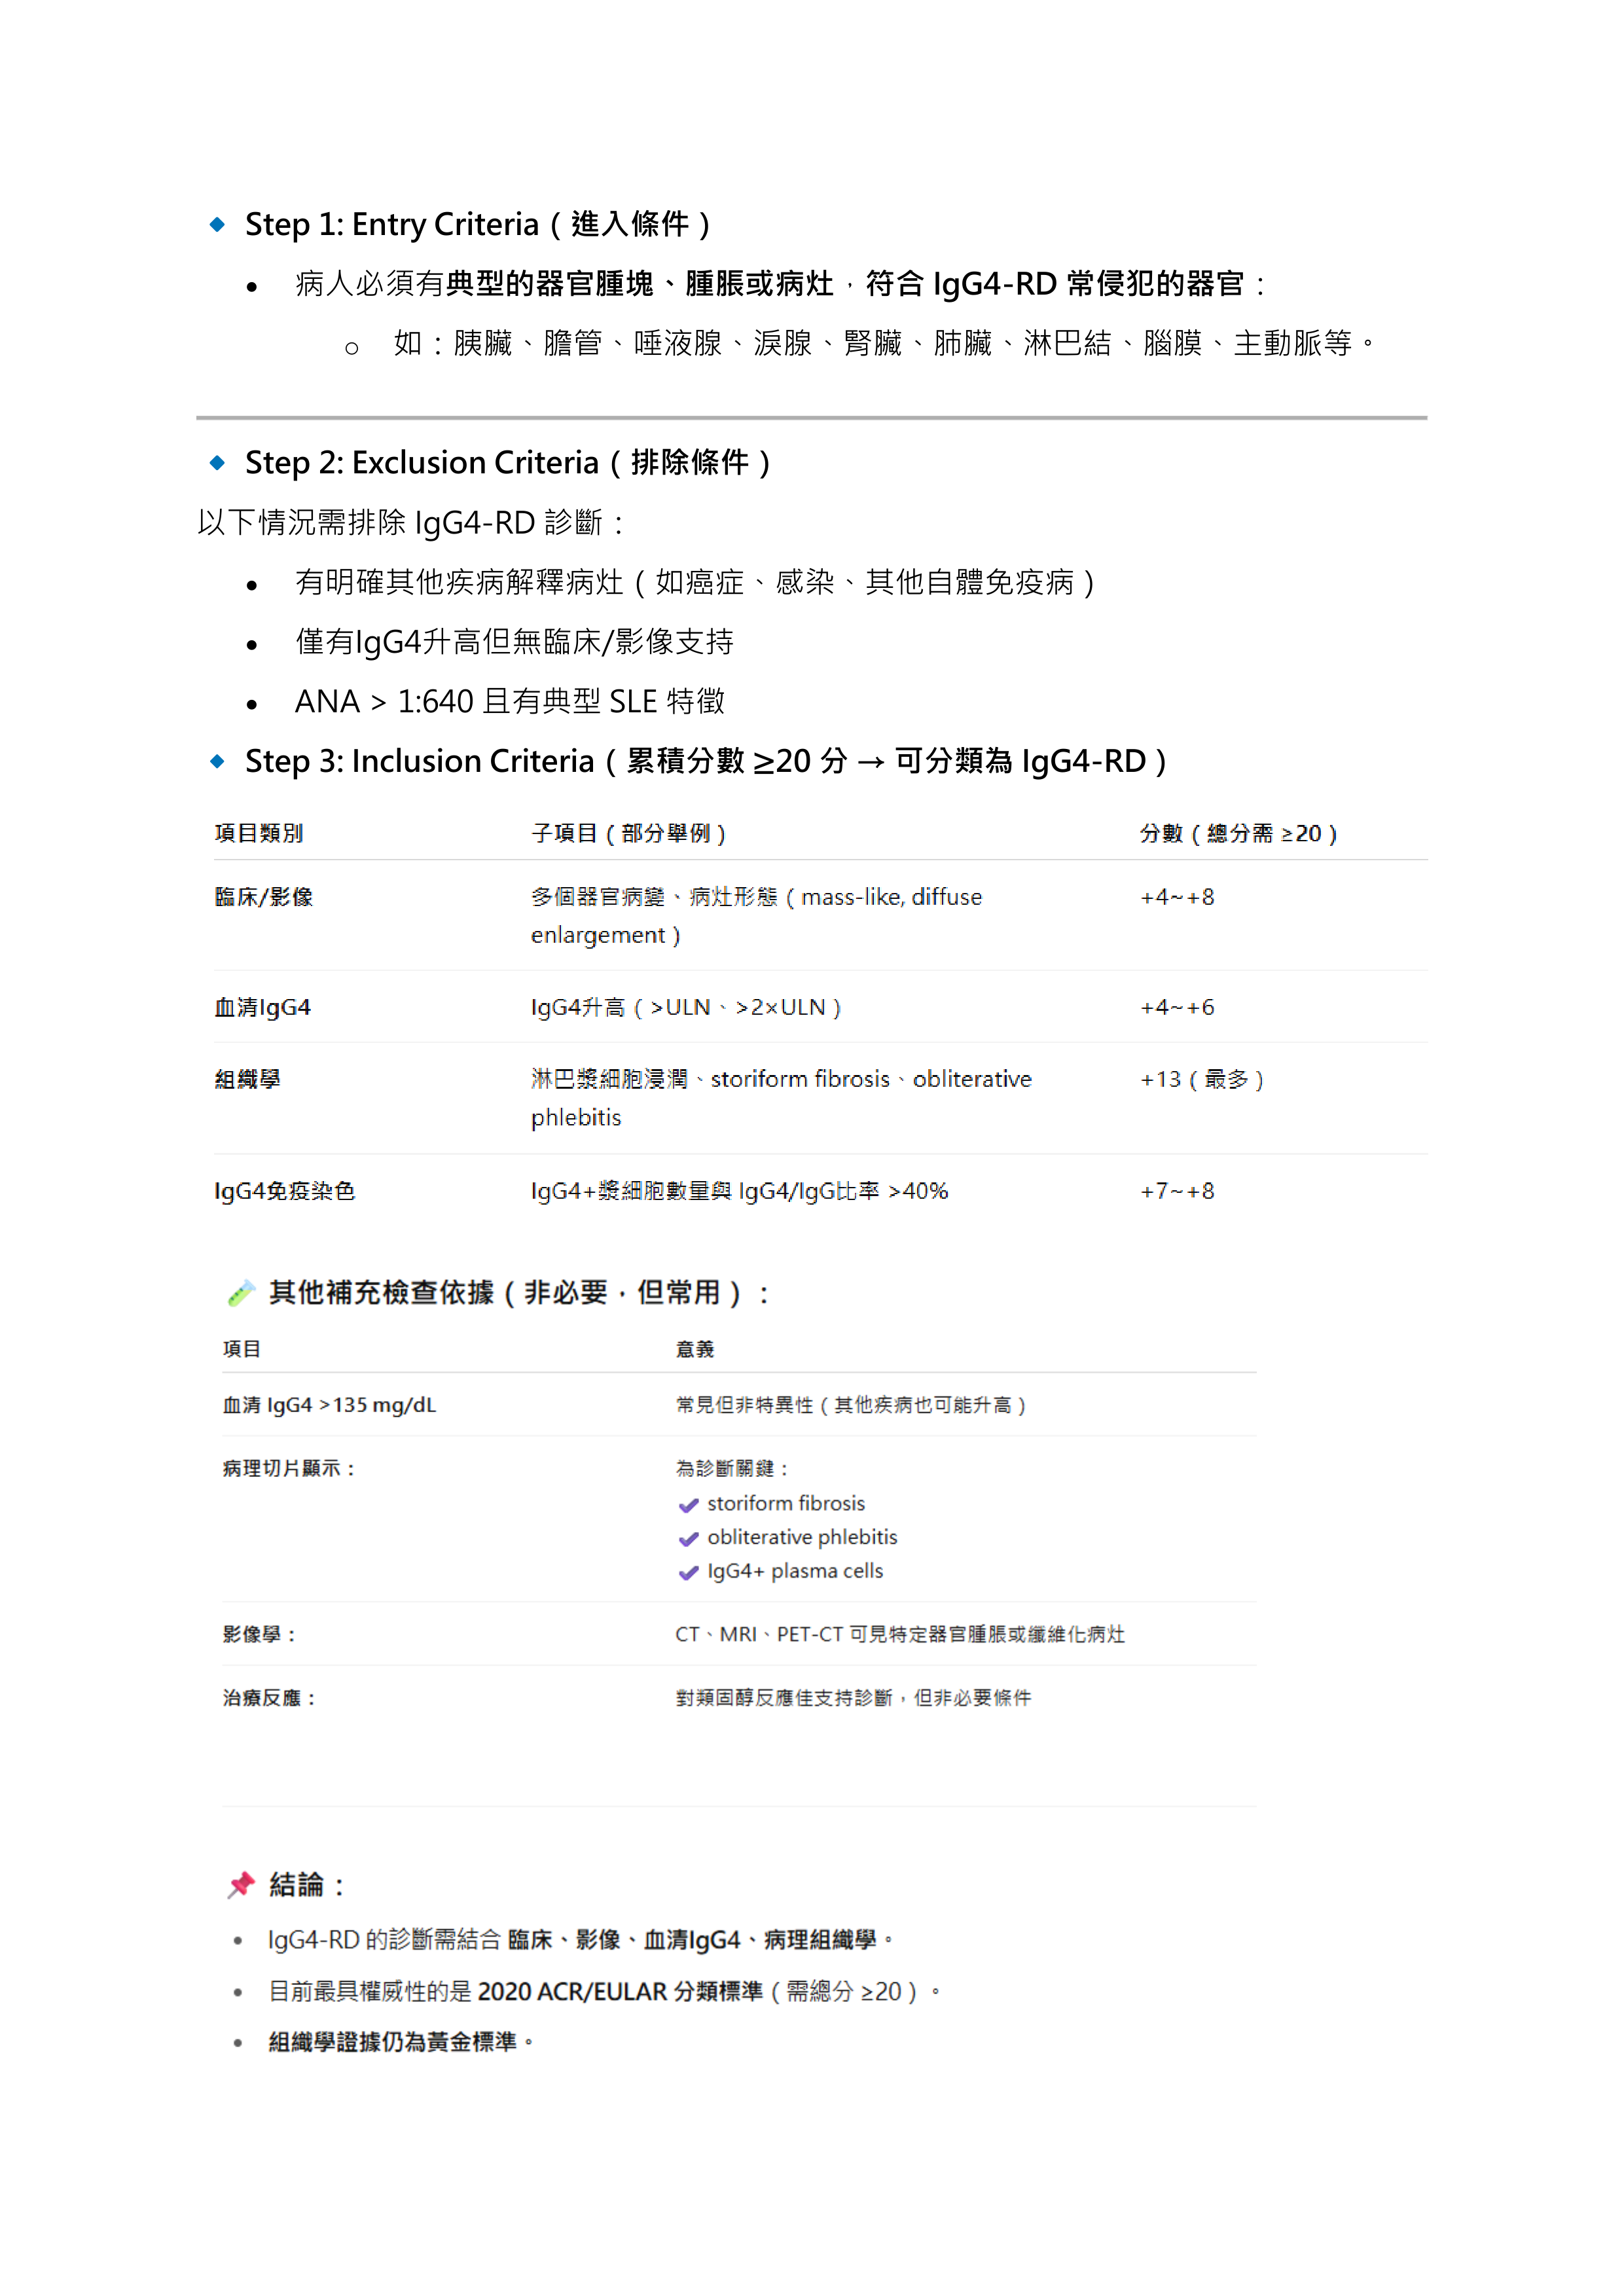 Step 1: Entry Criteria（進入條件）
病人必須有典型的器官腫塊、腫脹或病灶，符合 IgG4-RD 常侵犯的器官：
如：胰臟、膽管、唾液腺、淚腺、腎臟、肺臟、淋巴結、腦膜、主動脈等。
Step 2: Exclusion Criteria（排除條件）
以下情況需排除 IgG4-RD 診斷：
有明確其他疾病解釋病灶（如癌症、感染、其他自體免疫病）
僅有IgG4升高但無臨床/影像支持
ANA > 1:640 且有典型 SLE 特徵
Step 3: Inclusion Criteria（累積分數 ≥20 分 → 可分類為 IgG4-RD）
項目類別 子項目（部分舉例） 分數（總分需 ≥20）
臨床/影像 多個器官病變、病灶形態（mass-like, diffuse +4~+8
enlargement）
血清IgG4 IgG4升高（>ULN、>2×ULN） +4~+6
組織學 淋巴漿細胞浸潤、storiform fibrosis、obliterative +13（最多）
phlebitis
IgG4免疫染色 IgG4+漿細胞數量與 IgG4/IgG比率 >40% +7~+8
其他補充檢查依據（非必要，但常用）：
項目 意義
血清 IgG4 >135 mg/dL 常見但非特異性（其他疾病也可能升高）
病理切片顯示： 為診斷關鍵：
✔ storiform fibrosis
✔ obliterative phlebitis
✔ IgG4+ plasma cells
影像學： CT、MRI、PET-CT 可見特定器官腫脹或纖維化病灶
治療反應： 對類固醇反應佳支持診斷，但非必要條件
結論：
IgG4-RD 的診斷需結合 臨床、影像、血清IgG4、病理組織學。
目前最具權威性的是 2020 ACR/EULAR 分類標準（需總分 ≥20）。
組織學證據仍為黃金標準。